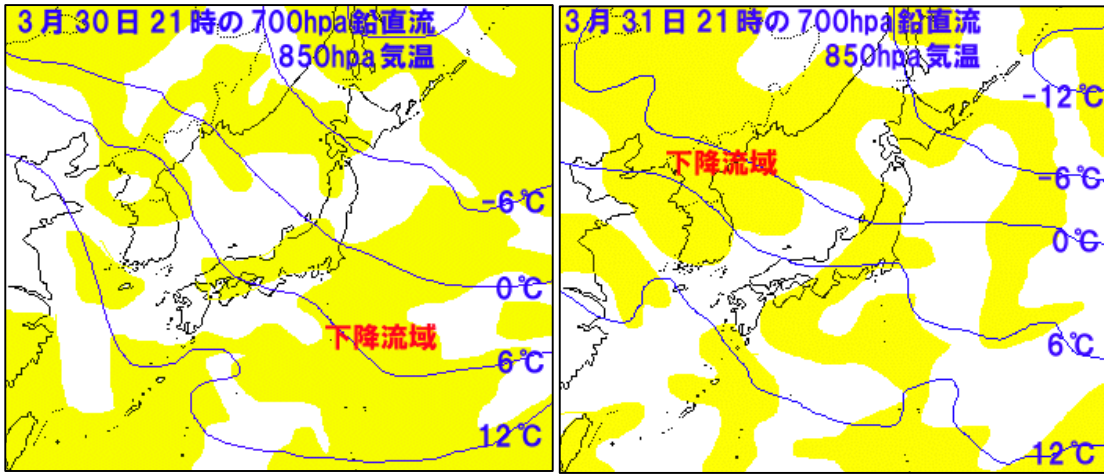 3月30日21時の700hpa鉛直流
850hpa気温
-6℃
0℃
下降流域
6℃
12℃
3月31日21時の700hpa鉛直流
850hpa気温
-12℃
下降流域
-6℃
0℃
6℃
12℃